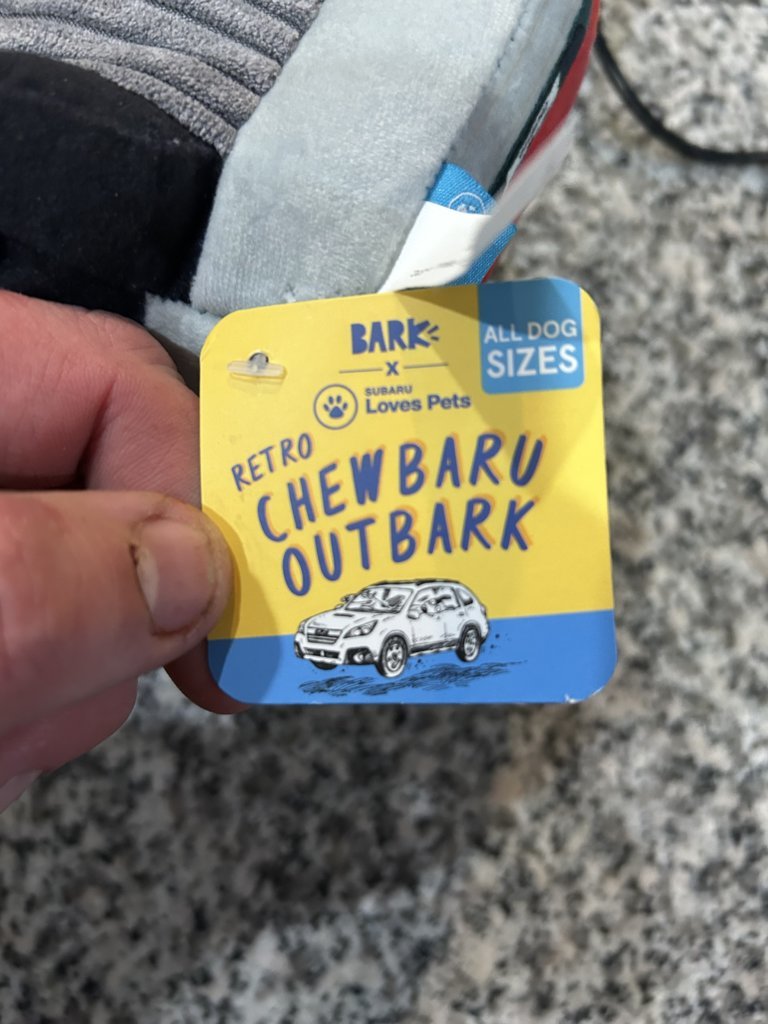 BARK
ALL DOG
SIZES
X
SUBARU
Loves Pets
RETRO
CHEWBARU
OUTBARK